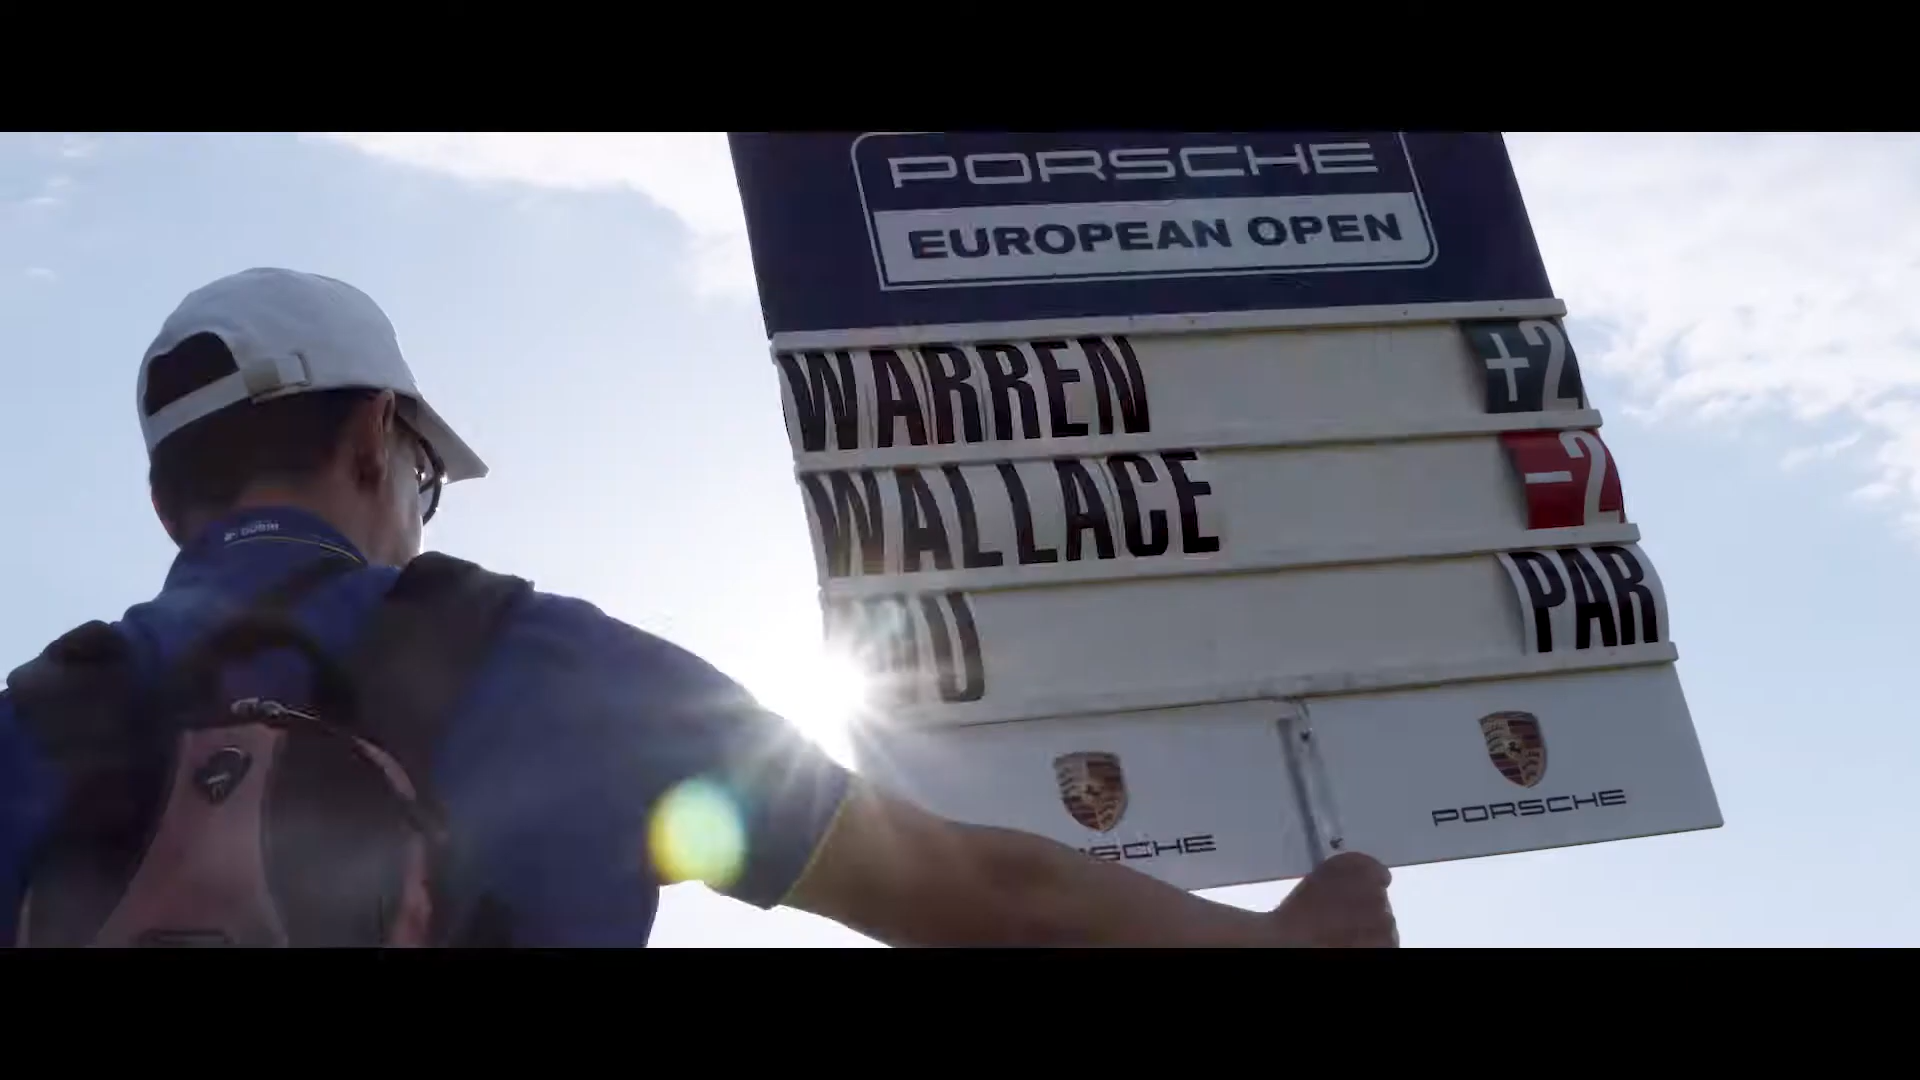 PORSCHE
EUROPEAN OPEN
WARREN +2
WALLACE -2
PAR
PORSCHE
PORSCHE